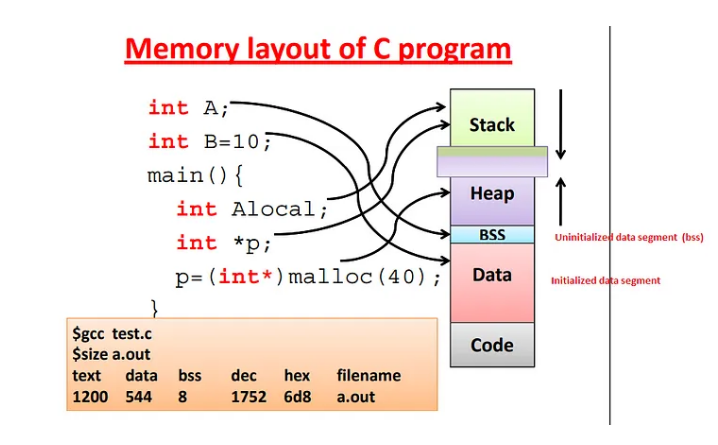 Memory layout of C program
int A;
int B=10;
main(){
int Alocal;
int *p;
p=(int*)malloc(40);
}
Stack
Heap
BSS
Data
Code
Uninitialized data segment (bss)
Initialized data segment
$gcc test.c
$size a.out
text data bss dec hex filename
1200 544 8 1752 6d8 a.out